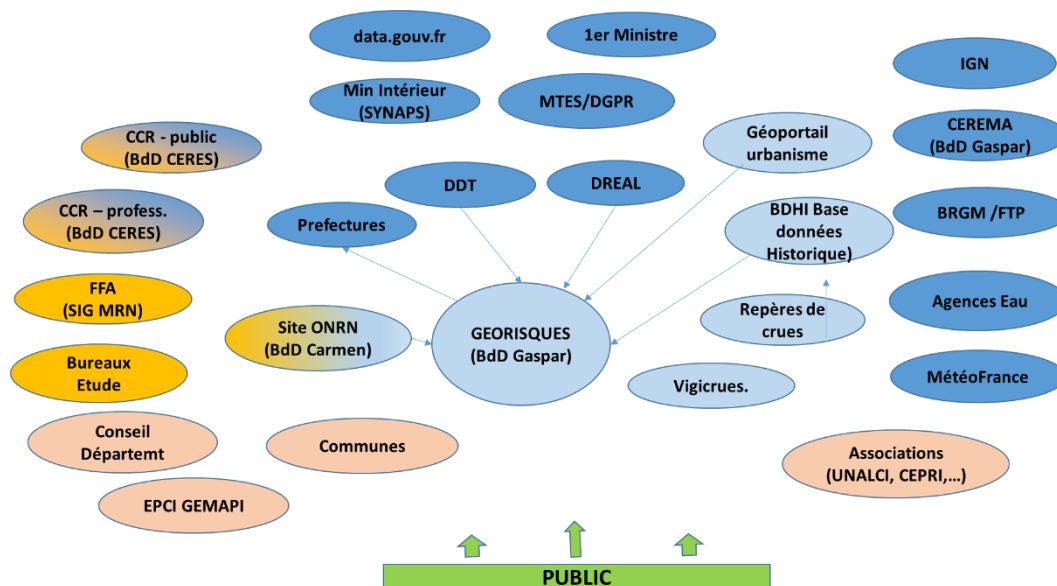 data.gouv.fr
1er Ministre
IGN
Min Intérieur
(SYNAPS)
MTES/DGPR
CCR - public
(BdD CERES)
Géoportail
urbanisme
CEREMA
(BdD Gaspar)
DDT
DREAL
CCR – profess.
(BdD CERES)
Prefectures
BDHI Base
données
Historique)
BRGM /FTP
FFA
(SIG MRN)
Site ONRN
(BdD Carmen)
GEORISQUES
(BdD Gaspar)
Repères de
crues
Agences Eau
Bureaux
Etude
Vigicrues.
MétéoFrance
Conseil
Départemt
Communes
Associations
(UNALCI, CEPRI,…)
EPCI GEMAPI
PUBLIC